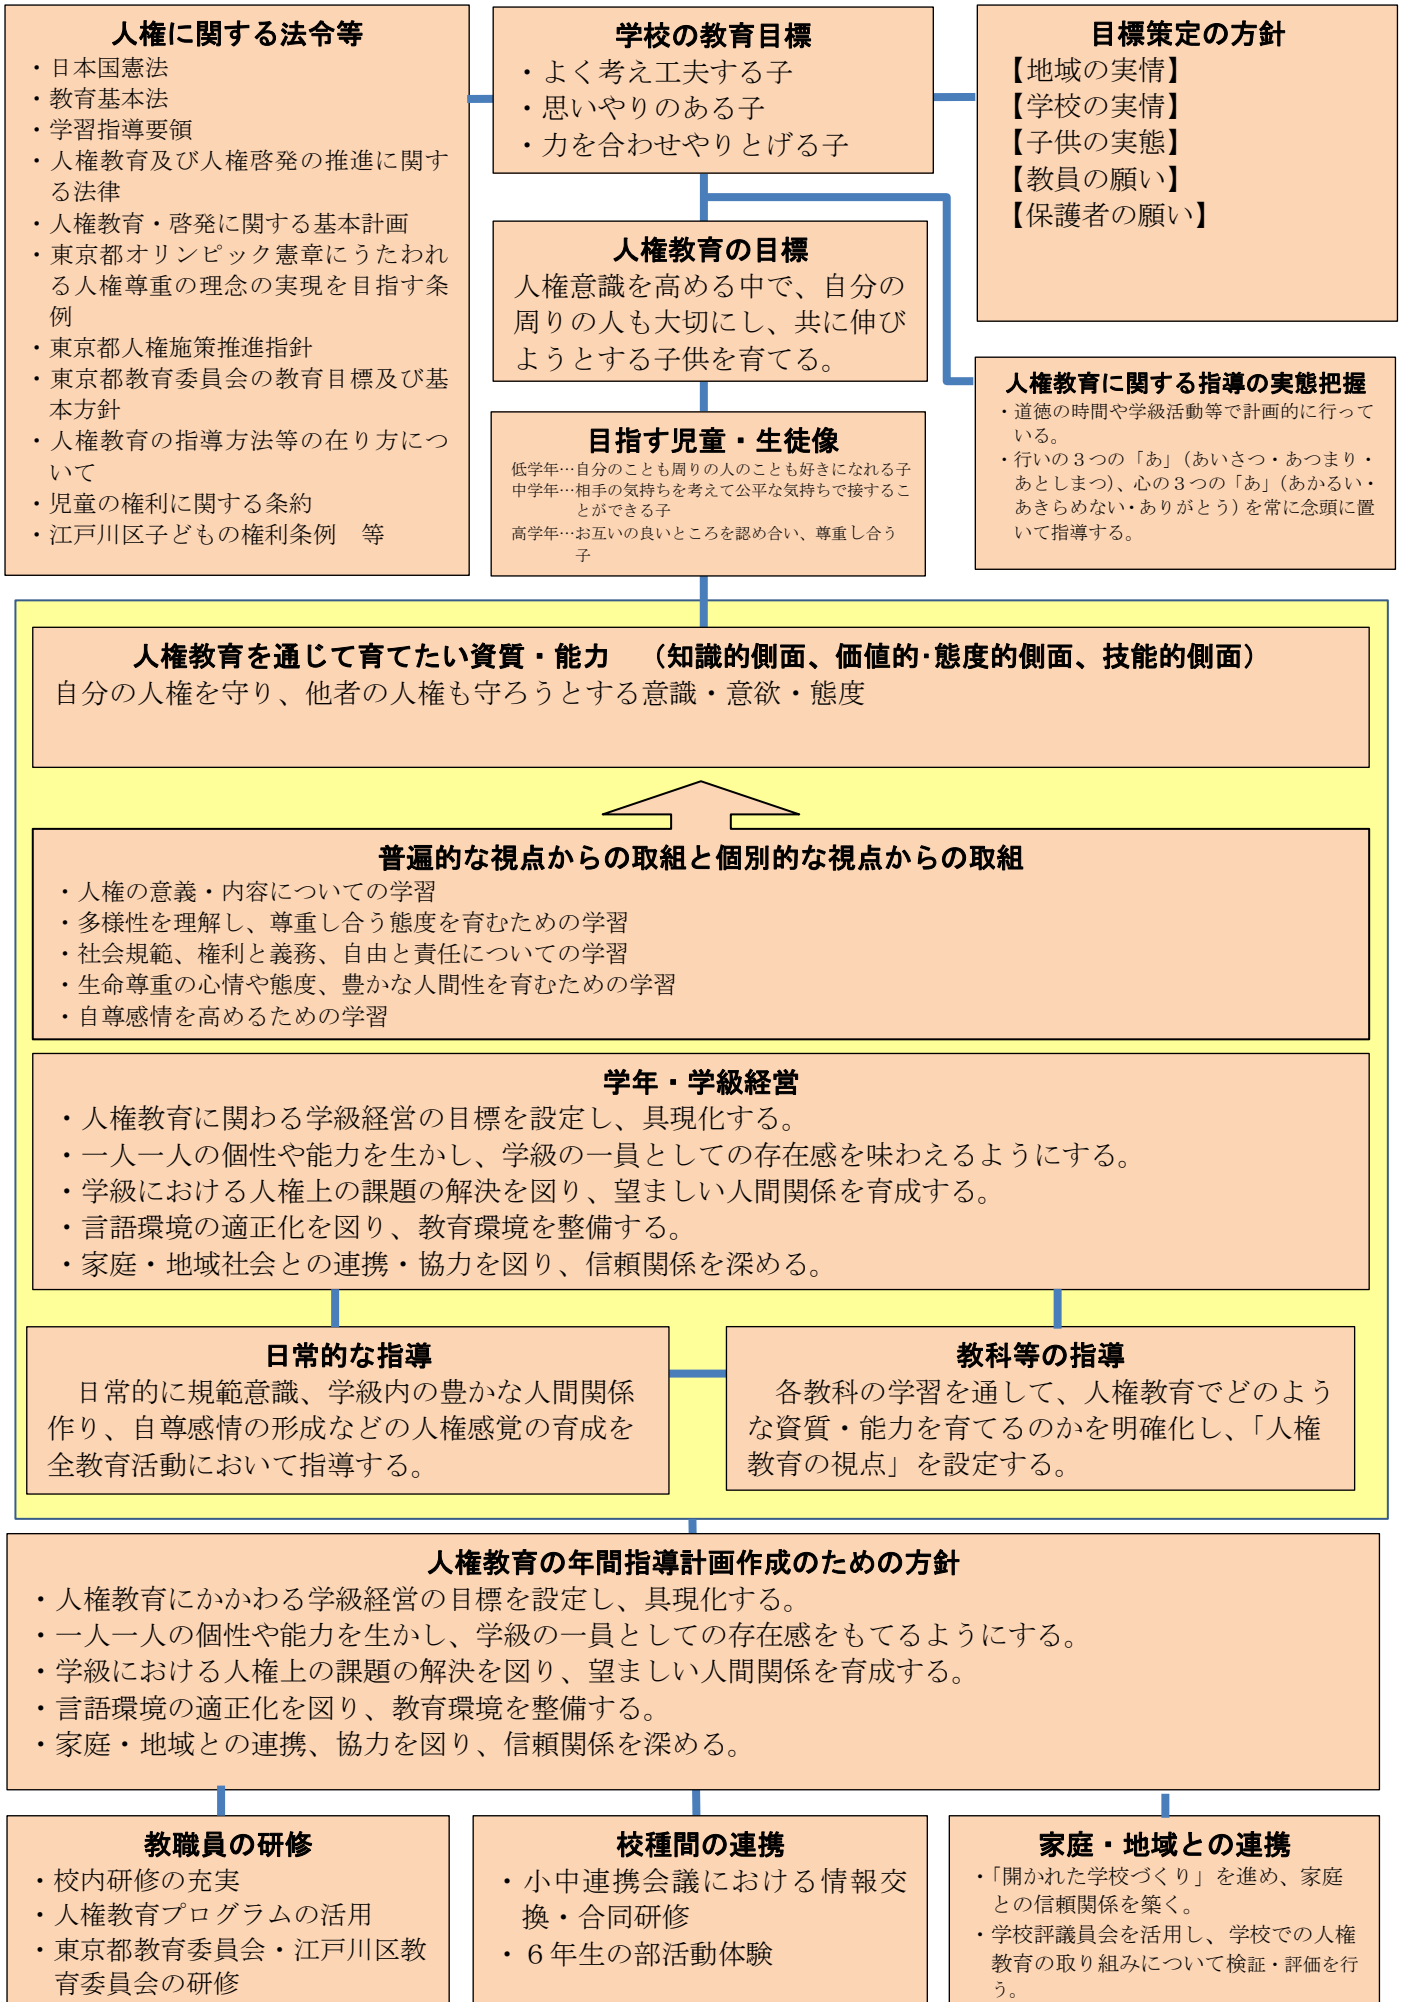 人権に関する法令等
・日本国憲法
・教育基本法
・学習指導要領
・人権教育及び人権啓発の推進に関す
る法律
・人権教育・啓発に関する基本計画
・東京都オリンピック憲章にうたわれ
る人権尊重の理念の実現を目指す条
例
・東京都人権施策推進指針
・東京都教育委員会の教育目標及び基
本方針
・人権教育の指導方法等の在り方につ
いて
・児童の権利に関する条約
・江戸川区子どもの権利条例　等
学校の教育目標
・よく考え工夫する子
・思いやりのある子
・力を合わせやりとげる子
目標策定の方針
【地域の実情】
【学校の実情】
【子供の実態】
【教員の願い】
【保護者の願い】
人権教育の目標
人権意識を高める中で、自分の
周りの人も大切にし、共に伸び
ようとする子供を育てる。
人権教育に関する指導の実態把握
・道徳の時間や学級活動等で計画的に行って
いる。
・行いの３つの「あ」（あいさつ・あつまり・
あとしまつ）、心の３つの「あ」（あかるい・
あきらめない・ありがとう）を常に念頭に置
いて指導する。
目指す児童・生徒像
低学年…自分のことも周りの人のことも好きになれる子
中学年…相手の気持ちを考えて公平な気持ちで接するこ
とができる子
高学年…お互いの良いところを認め合い、尊重し合う
子
人権教育を通じて育てたい資質・能力　（知識的側面、価値的・態度的側面、技能的側面）
自分の人権を守り、他者の人権も守ろうとする意識・意欲・態度
普遍的な視点からの取組と個別的な視点からの取組
・人権の意義・内容についての学習
・多様性を理解し、尊重し合う態度を育むための学習
・社会規範、権利と義務、自由と責任についての学習
・生命尊重の心情や態度、豊かな人間性を育むための学習
・自尊感情を高めるための学習
学年・学級経営
・人権教育に関わる学級経営の目標を設定し、具現化する。
・一人一人の個性や能力を生かし、学級の一員としての存在感を味わえるようにする。
・学級における人権上の課題の解決を図り、望ましい人間関係を育成する。
・言語環境の適正化を図り、教育環境を整備する。
・家庭・地域社会との連携・協力を図り、信頼関係を深める。
日常的な指導
　日常的に規範意識、学級内の豊かな人間関係
作り、自尊感情の形成などの人権感覚の育成を
全教育活動において指導する。
教科等の指導
　各教科の学習を通して、人権教育でどのよう
な資質・能力を育てるのかを明確化し、「人権
教育の視点」を設定する。
人権教育の年間指導計画作成のための方針
・人権教育にかかわる学級経営の目標を設定し、具現化する。
・一人一人の個性や能力を生かし、学級の一員としての存在感をもてるようにする。
・学級における人権上の課題の解決を図り、望ましい人間関係を育成する。
・言語環境の適正化を図り、教育環境を整備する。
・家庭・地域との連携、協力を図り、信頼関係を深める。
教職員の研修
・校内研修の充実
・人権教育プログラムの活用
・東京都教育委員会・江戸川区教
育委員会の研修
校種間の連携
・小中連携会議における情報交
換・合同研修
・６年生の部活動体験
家庭・地域との連携
・「開かれた学校づくり」を進め、家庭
との信頼関係を築く。
・学校評議員会を活用し、学校での人権
教育の取り組みについて検証・評価を行
う。